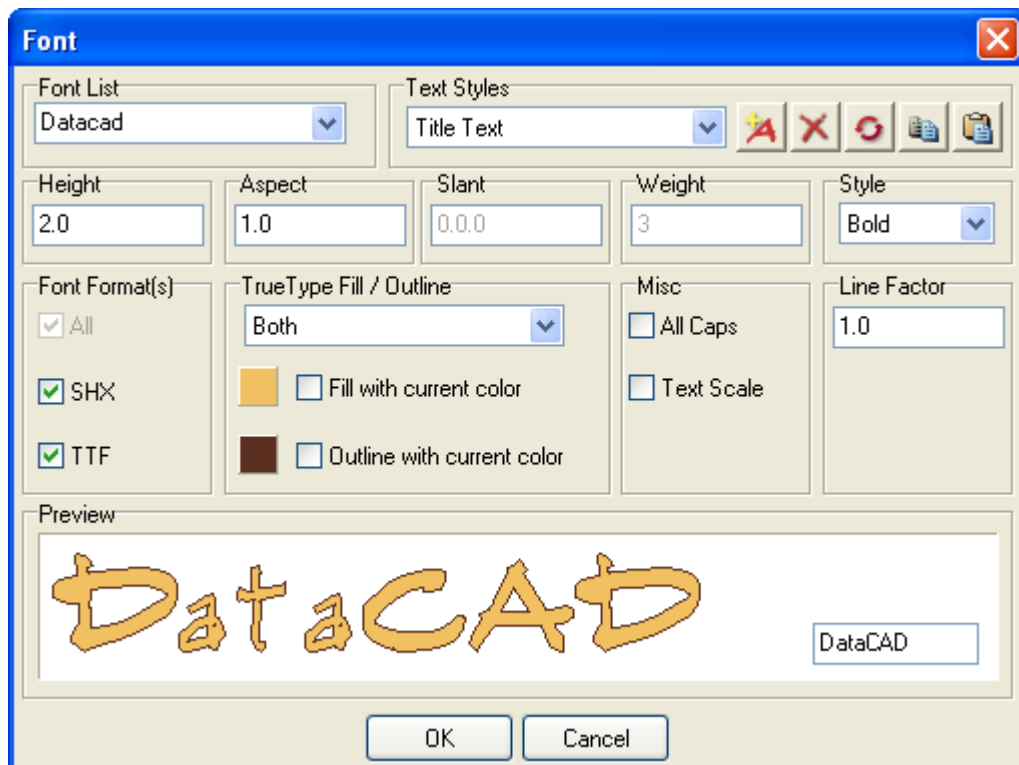 Font
Font List
Datacad
Text Styles
Title Text
Height
2.0
Aspect
1.0
Slant
0.0.0
Weight
3
Style
Bold
Font Format(s)
All
SHX
TTF
TrueType Fill / Outline
Both
Fill with current color
Outline with current color
Misc
All Caps
Text Scale
Line Factor
1.0
Preview
DataCAD
DataCAD
OK
Cancel